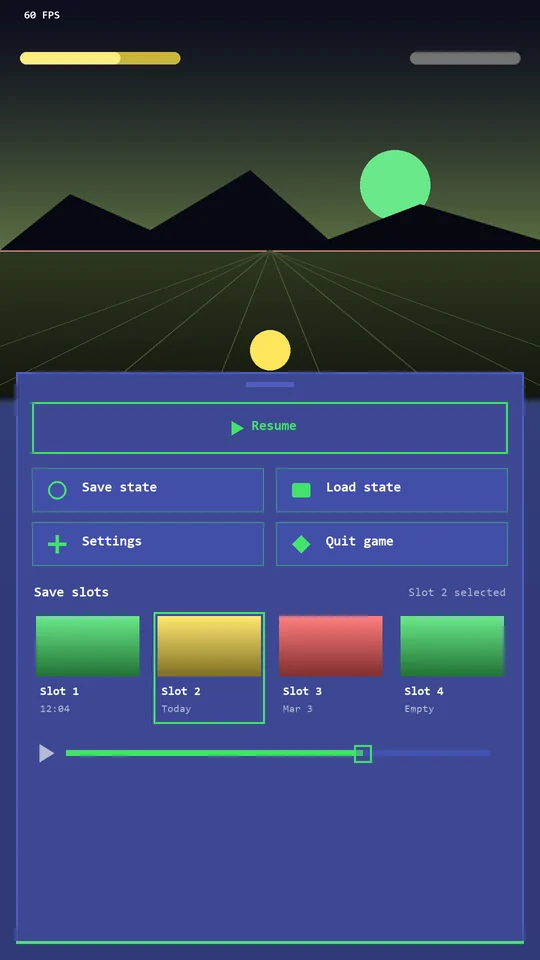 60 FPS
Resume
Save state
Load state
Settings
Quit game
Save slots
Slot 2 selected
Slot 1
Slot 2
Slot 3
Slot 4
12:04
Today
Mar 3
Empty